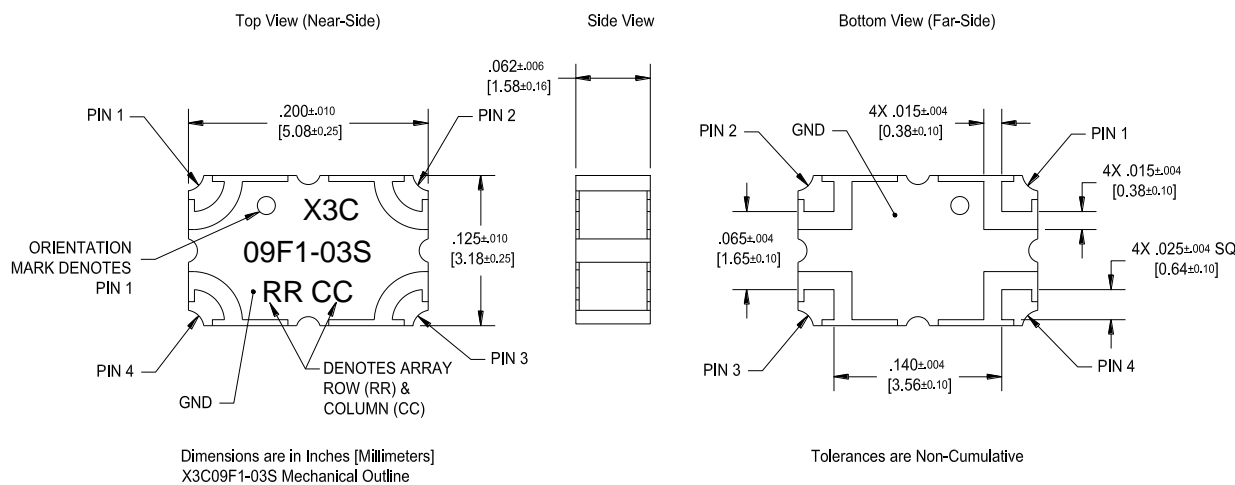 Top View (Near-Side)
Side View
Bottom View (Far-Side)
.062±.006
[1.58±0.16]
PIN 1
.200±.010
[5.08±0.25]
PIN 2
X3C
09F1-03S
RR CC
.125±.010
[3.18±0.25]
ORIENTATION
MARK DENOTES
PIN 1
PIN 4
GND
DENOTES ARRAY
ROW (RR) &
COLUMN (CC)
PIN 3
PIN 2
GND
4X .015±.004
[0.38±0.10]
PIN 1
4X .015±.004
[0.38±0.10]
.065±.004
[1.65±0.10]
4X .025±.004 SQ
[0.64±0.10]
PIN 3
.140±.004
[3.56±0.10]
PIN 4
Dimensions are in Inches [Millimeters]
X3C09F1-03S Mechanical Outline
Tolerances are Non-Cumulative